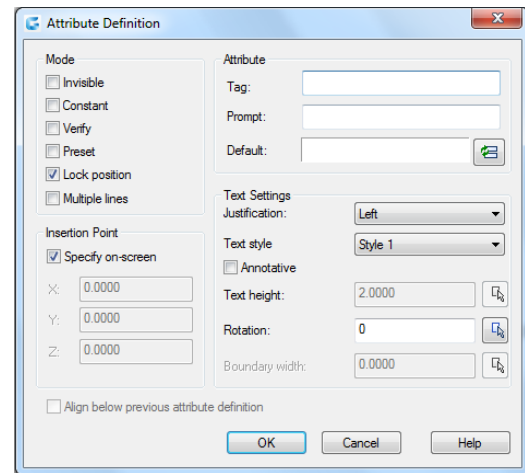 Attribute Definition
Mode
Invisible
Constant
Verify
Preset
Lock position
Multiple lines
Insertion Point
Specify on-screen
X: 0.0000
Y: 0.0000
Z: 0.0000
Attribute
Tag:
Prompt:
Default:
Text Settings
Justification: Left
Text style Style 1
Annotative
Text height: 2.0000
Rotation: 0
Boundary width: 0.0000
Align below previous attribute definition
OK Cancel Help